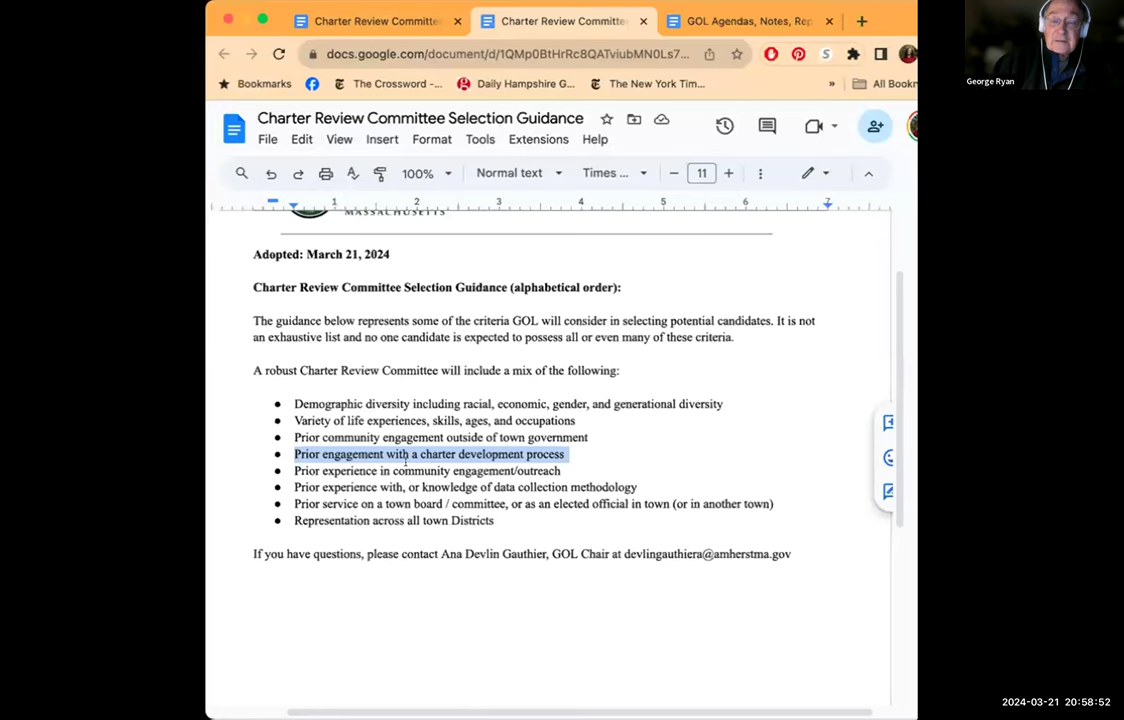 Charter Review Committe
Charter Review Committe
GOL Agendas, Notes, Rep
docs.google.com/document/d/1QMp0BtHrRc8QATviubMN0Ls7...
Bookmarks
The Crossword -...
Daily Hampshire G...
The New York Tim...
»
All Bookn
George Ryan
Charter Review Committee Selection Guidance
File Edit View Insert Format Tools Extensions Help
100% Normal text Times ... − 11 +
1 2 3 4 5 6 7
MASSACHUSETTS
Adopted: March 21, 2024
Charter Review Committee Selection Guidance (alphabetical order):
The guidance below represents some of the criteria GOL will consider in selecting potential candidates. It is not
an exhaustive list and no one candidate is expected to possess all or even many of these criteria.
A robust Charter Review Committee will include a mix of the following:
● Demographic diversity including racial, economic, gender, and generational diversity
● Variety of life experiences, skills, ages, and occupations
● Prior community engagement outside of town government
● Prior engagement with a charter development process
● Prior experience in community engagement/outreach
● Prior experience with, or knowledge of data collection methodology
● Prior service on a town board / committee, or as an elected official in town (or in another town)
● Representation across all town Districts
If you have questions, please contact Ana Devlin Gauthier, GOL Chair at devlingauthiera@amherstma.gov
2024-03-21 20:58:52